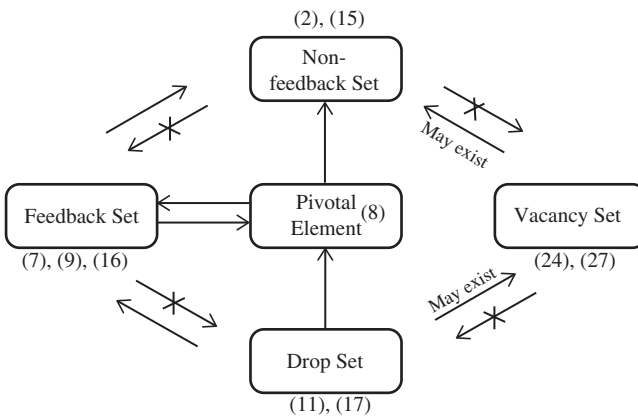 (2), (15)
Non-
feedback Set
May exist
Feedback Set
Pivotal
Element
(8)
Vacancy Set
(7), (9), (16)
(24), (27)
May exist
Drop Set
(11), (17)